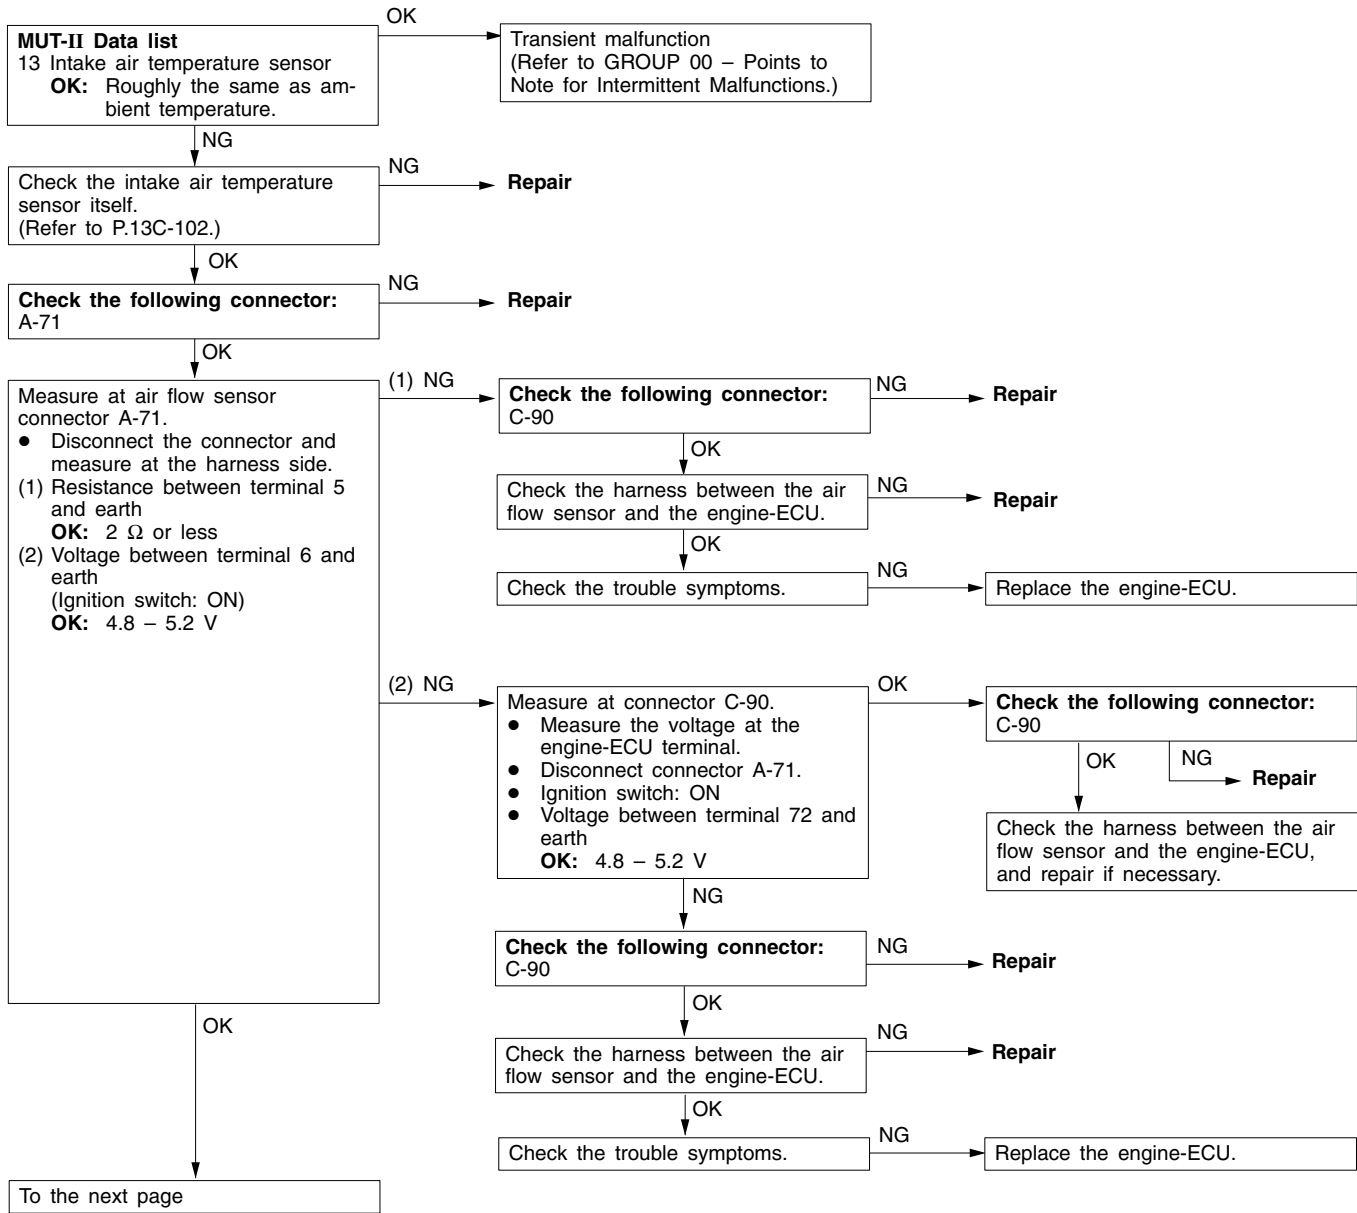 OK
MUT-II Data list
13 Intake air temperature sensor
OK: Roughly the same as am-
bient temperature.
Transient malfunction
(Refer to GROUP 00 – Points to
Note for Intermittent Malfunctions.)
NG
Check the intake air temperature
sensor itself.
(Refer to P.13C-102.)
NG
Repair
OK
Check the following connector:
A-71
NG
Repair
OK
Measure at air flow sensor
connector A-71.
● Disconnect the connector and
measure at the harness side.
(1) Resistance between terminal 5
and earth
OK: 2 Ω or less
(2) Voltage between terminal 6 and
earth
(Ignition switch: ON)
OK: 4.8 – 5.2 V
(1) NG
Check the following connector:
C-90
NG
Repair
OK
Check the harness between the air
flow sensor and the engine-ECU.
NG
Repair
OK
Check the trouble symptoms.
NG
Replace the engine-ECU.
(2) NG
Measure at connector C-90.
● Measure the voltage at the
engine-ECU terminal.
● Disconnect connector A-71.
● Ignition switch: ON
● Voltage between terminal 72 and
earth
OK: 4.8 – 5.2 V
OK
Check the following connector:
C-90
OK
NG
Repair
Check the harness between the air
flow sensor and the engine-ECU,
and repair if necessary.
NG
Check the following connector:
C-90
NG
Repair
OK
Check the harness between the air
flow sensor and the engine-ECU.
NG
Repair
OK
Check the trouble symptoms.
NG
Replace the engine-ECU.
OK
To the next page